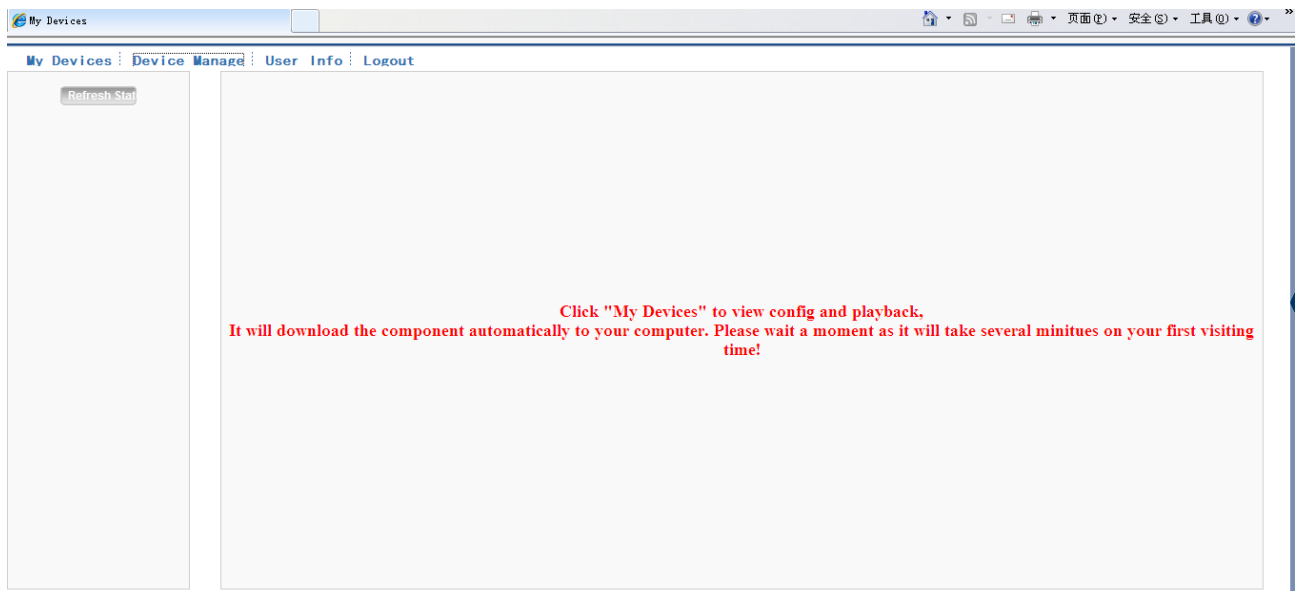 My Devices
页面(P) 安全(S) 工具(O)
My Devices Device Manage User Info Logout
Refresh Stat
Click "My Devices" to view config and playback,
It will download the component automatically to your computer. Please wait a moment as it will take several minitues on your first visiting
time!